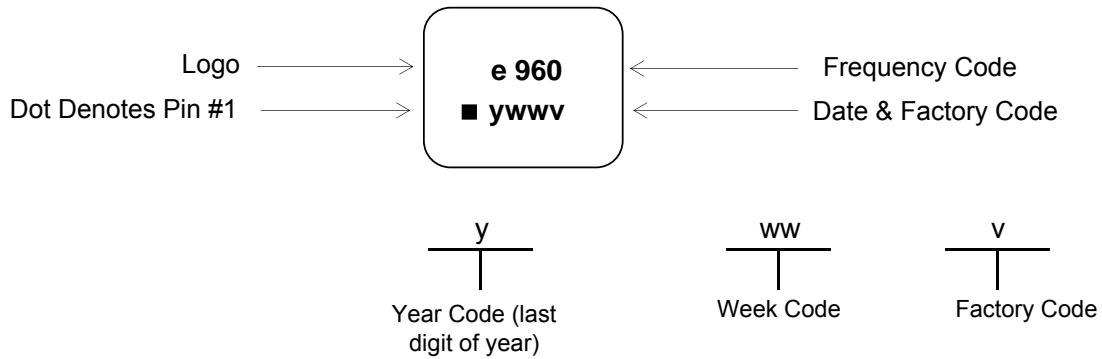 Logo
e 960
Frequency Code
Dot Denotes Pin #1
ywwv
Date & Factory Code
y
ww
v
Year Code (last
digit of year)
Week Code
Factory Code